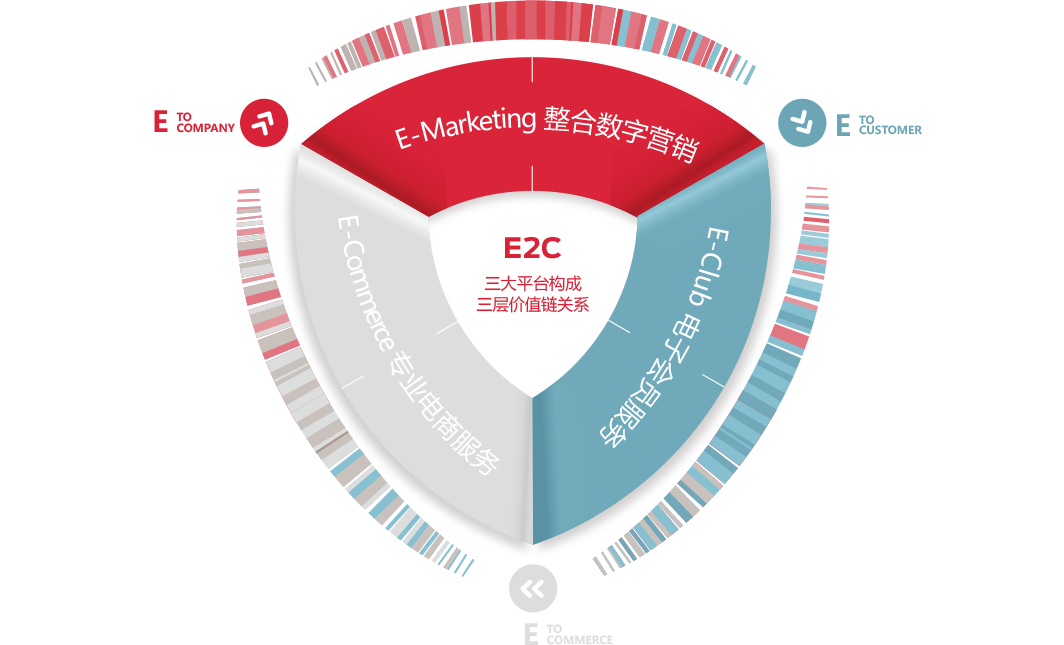 E-Marketing 整合数字营销
E TO
COMPANY
E TO
CUSTOMER
E2C
三大平台构成
三层价值链关系
E-Commerce 专业电商服务
E-Club 电子会员服务
E TO
COMMERCE